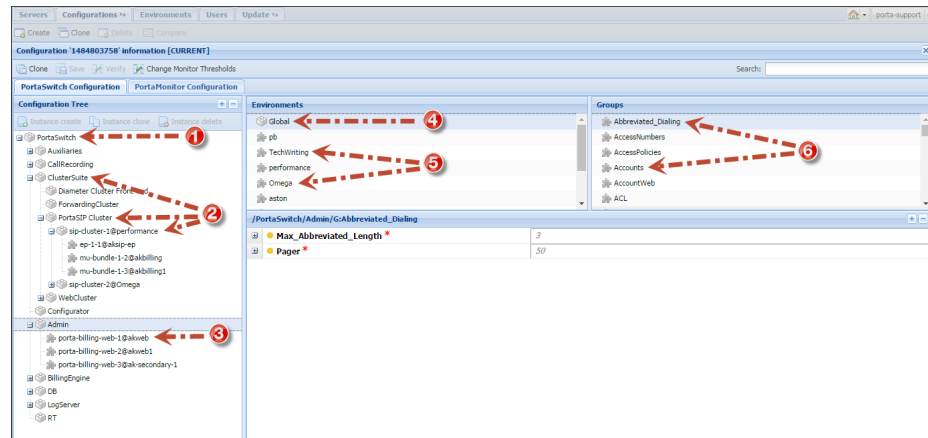 Servers Configurations Environments Users Update porta-support
Create Clone Delete Compare
Configuration '1484803758' information [CURRENT]
Clone Save Verify Change Monitor Thresholds Search:
PortaSwitch Configuration PortaMonitor Configuration
Configuration Tree Environments Groups
Instance create Instance clone Instance delete
Global 4 Abbreviated_Dialing
PortaSwitch 1
pb AccessNumbers
Auxiliaries
TechWriting AccessPolicies 6
CallRecording
performance 5 Accounts
ClusterSuite
Omega AccountWeb
Diameter Cluster Front-end
aston ACL
ForwardingCluster
PortaSIP Cluster 2
/PortaSwitch/Admin/G:Abbreviated_Dialing
sip-cluster-1@performance
Max_Abbreviated_Length * 3
ep-1-1@aksip-ep
Pager * 50
mu-bundle-1-2@akbilling
mu-bundle-1-3@akbilling1
sip-cluster-2@Omega
WebCluster
Configurator
Admin
porta-billing-web-1@akweb 3
porta-billing-web-2@akweb1
porta-billing-web-3@ak-secondary-1
BillingEngine
DB
LogServer
RT